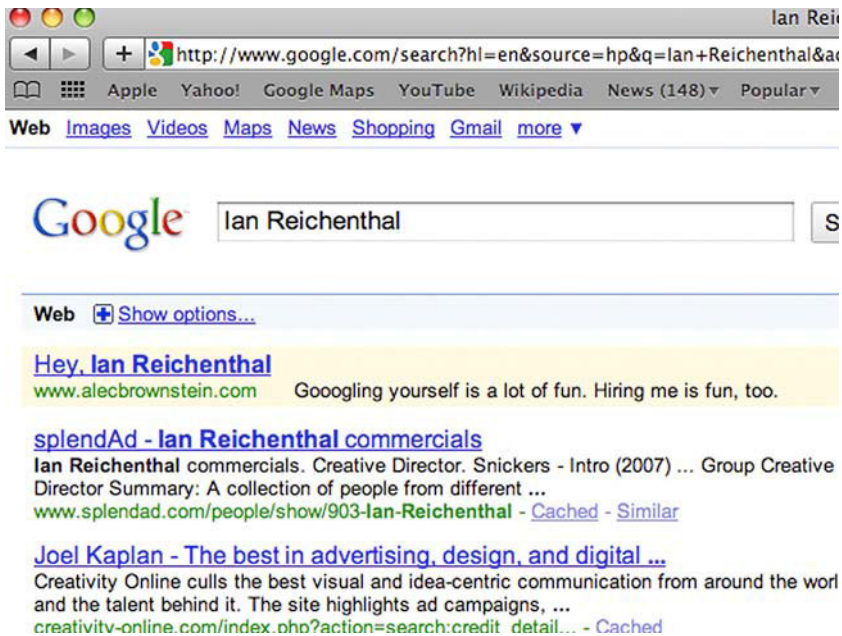 Ian Rei
http://www.google.com/search?hl=en&source=hp&q=Ian+Reichenthal&a
Apple Yahoo! Google Maps YouTube Wikipedia News (148) Popular
Web Images Videos Maps News Shopping Gmail more
Google Ian Reichenthal S
Web Show options...
Hey, Ian Reichenthal
www.alecbrownstein.com Gooogling yourself is a lot of fun. Hiring me is fun, too.
splendAd - Ian Reichenthal commercials
Ian Reichenthal commercials. Creative Director. Snickers - Intro (2007) ... Group Creative
Director Summary: A collection of people from different ...
www.splendad.com/people/show/903-Ian-Reichenthal - Cached - Similar
Joel Kaplan - The best in advertising, design, and digital ...
Creativity Online culls the best visual and idea-centric communication from around the worl
and the talent behind it. The site highlights ad campaigns, ...
creativity-online.com/index.php?action=search:credit_detail... - Cached